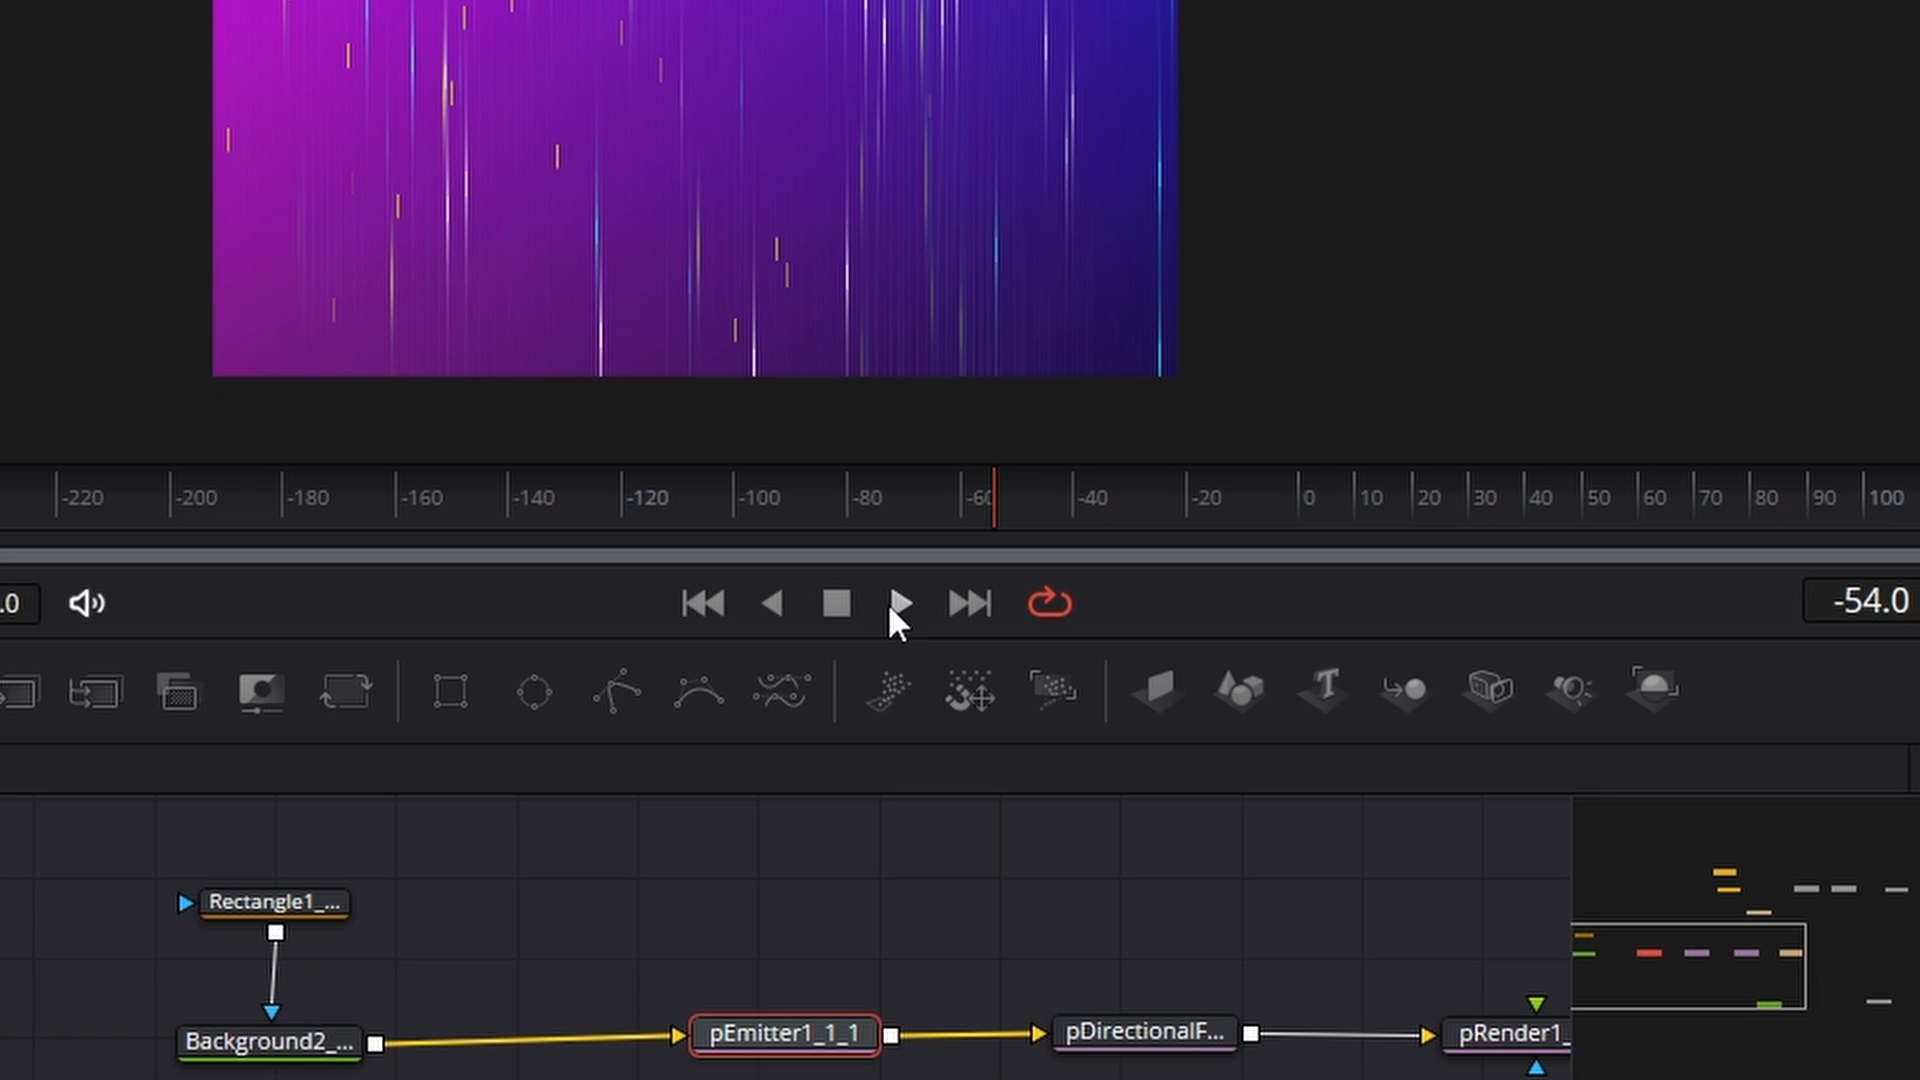 -220 -200 -180 -160 -140 -120 -100 -80 -60 -40 -20 0 10 20 30 40 50 60 70 80 90 100
.0 -54.0
Rectangle1_...
Background2_... pEmitter1_1_1 pDirectionalF... pRender1_